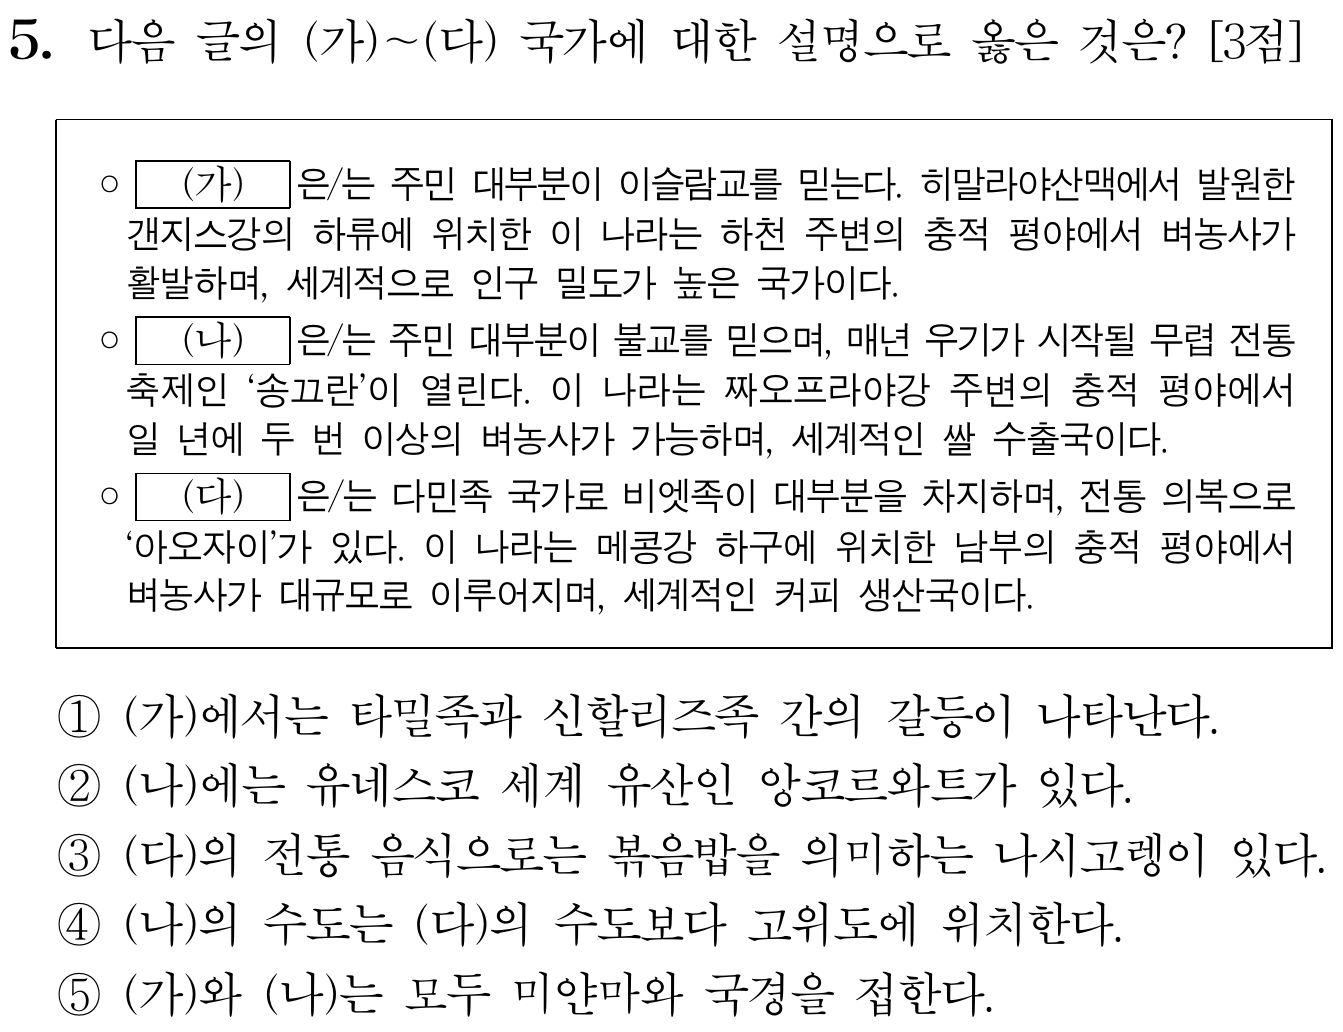 5. 다음 글의 (가)~(다) 국가에 대한 설명으로 옳은 것은? [3점]
○ (가) 은/는 주민 대부분이 이슬람교를 믿는다. 히말라야산맥에서 발원한
갠지스강의 하류에 위치한 이 나라는 하천 주변의 충적 평야에서 벼농사가
활발하며, 세계적으로 인구 밀도가 높은 국가이다.
○ (나) 은/는 주민 대부분이 불교를 믿으며, 매년 우기가 시작될 무렵 전통
축제인 ‘송끄란’이 열린다. 이 나라는 짜오프라야강 주변의 충적 평야에서
일 년에 두 번 이상의 벼농사가 가능하며, 세계적인 쌀 수출국이다.
○ (다) 은/는 다민족 국가로 비엣족이 대부분을 차지하며, 전통 의복으로
‘아오자이’가 있다. 이 나라는 메콩강 하구에 위치한 남부의 충적 평야에서
벼농사가 대규모로 이루어지며, 세계적인 커피 생산국이다.
① (가)에서는 타밀족과 신할리즈족 간의 갈등이 나타난다.
② (나)에는 유네스코 세계 유산인 앙코르와트가 있다.
③ (다)의 전통 음식으로는 볶음밥을 의미하는 나시고렝이 있다.
④ (나)의 수도는 (다)의 수도보다 고위도에 위치한다.
⑤ (가)와 (나)는 모두 미얀마와 국경을 접한다.